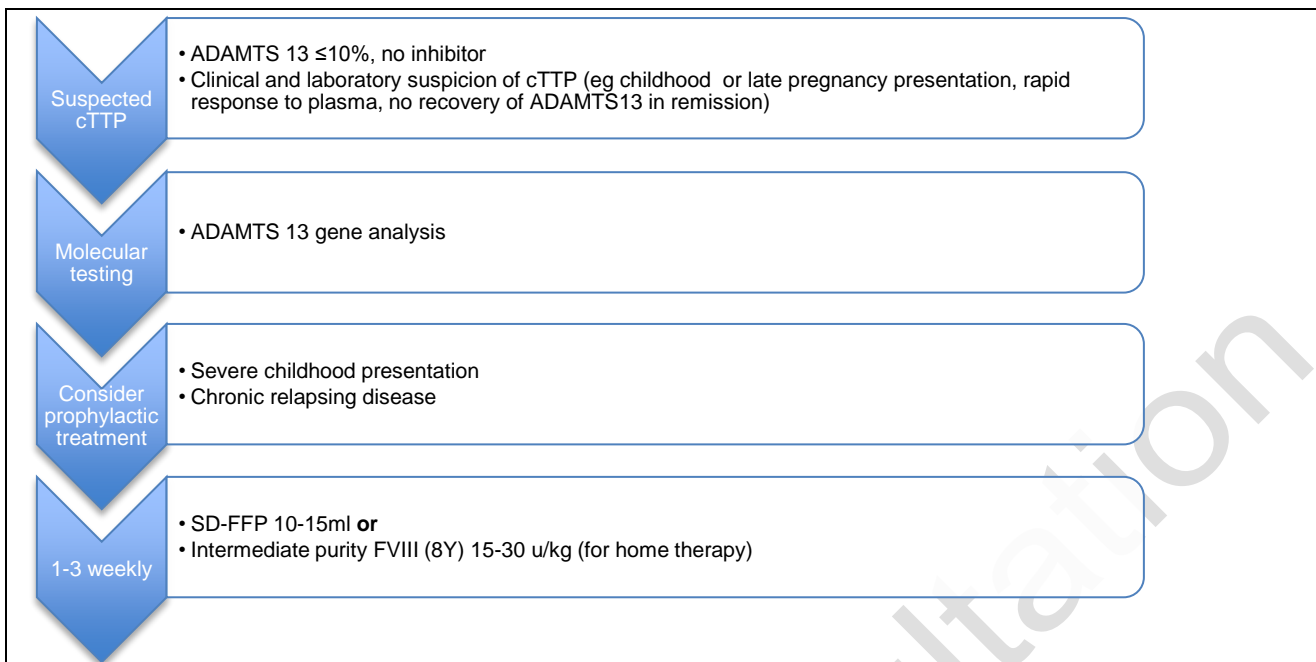 Suspected
cTTP
• ADAMTS 13 ≤10%, no inhibitor
• Clinical and laboratory suspicion of cTTP (eg childhood or late pregnancy presentation, rapid
response to plasma, no recovery of ADAMTS13 in remission)
Molecular
testing
• ADAMTS 13 gene analysis
Consider
prophylactic
treatment
• Severe childhood presentation
• Chronic relapsing disease
1-3 weekly
• SD-FFP 10-15ml or
• Intermediate purity FVIII (8Y) 15-30 u/kg (for home therapy)
ultation